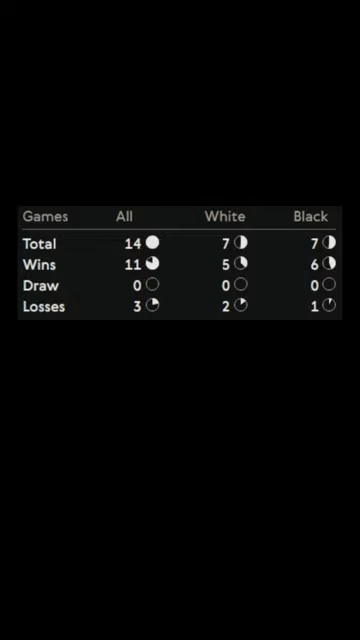 Games All White Black
Total 14 7 7
Wins 11 5 6
Draw 0 0 0
Losses 3 2 1